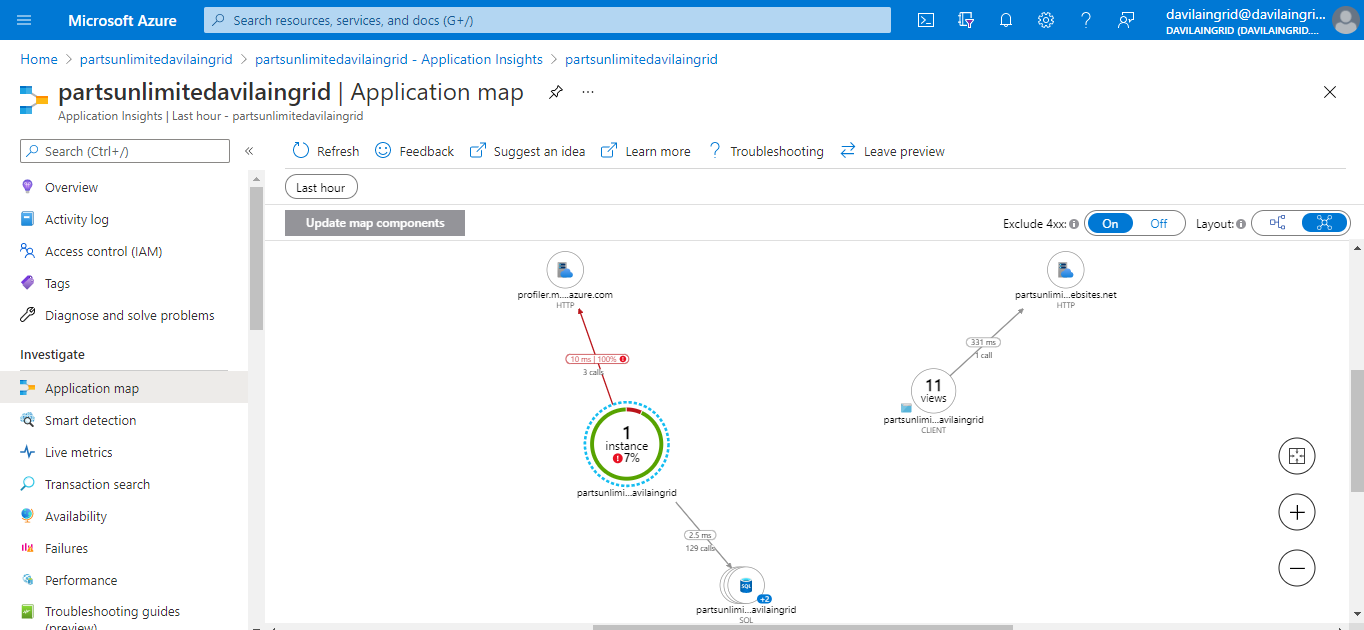 Microsoft Azure
Search resources, services, and docs (G+/)
davilaingrid@davilaingri...
DAVILAINGRID (DAVILAINGRID....
Home > partsunlimitedavilaingrid > partsunlimitedavilaingrid - Application Insights > partsunlimitedavilaingrid
partsunlimitedavilaingrid | Application map
...
Application Insights | Last hour - partsunlimitedavilaingrid
Search (Ctrl+/)
«
Refresh
Feedback
Suggest an idea
Learn more
? Troubleshooting
Leave preview
Overview
Activity log
Access control (IAM)
Tags
Diagnose and solve problems
Investigate
Application map
Smart detection
Live metrics
Transaction search
Availability
Failures
Performance
Troubleshooting guides
(preview)
Last hour
Update map components
Exclude 4xx:
On
Off
Layout:
profiler.m....azure.com
HTTP
10 ms | 100%
3 calls
1
instance
7%
partsunlimi...avilaingrid
2.5 ms
129 calls
SQL
+2
partsunlimi...avilaingrid
SQL
partsunlimi...ebsites.net
HTTP
331 ms
1 call
11
views
partsunlimi...avilaingrid
CLIENT